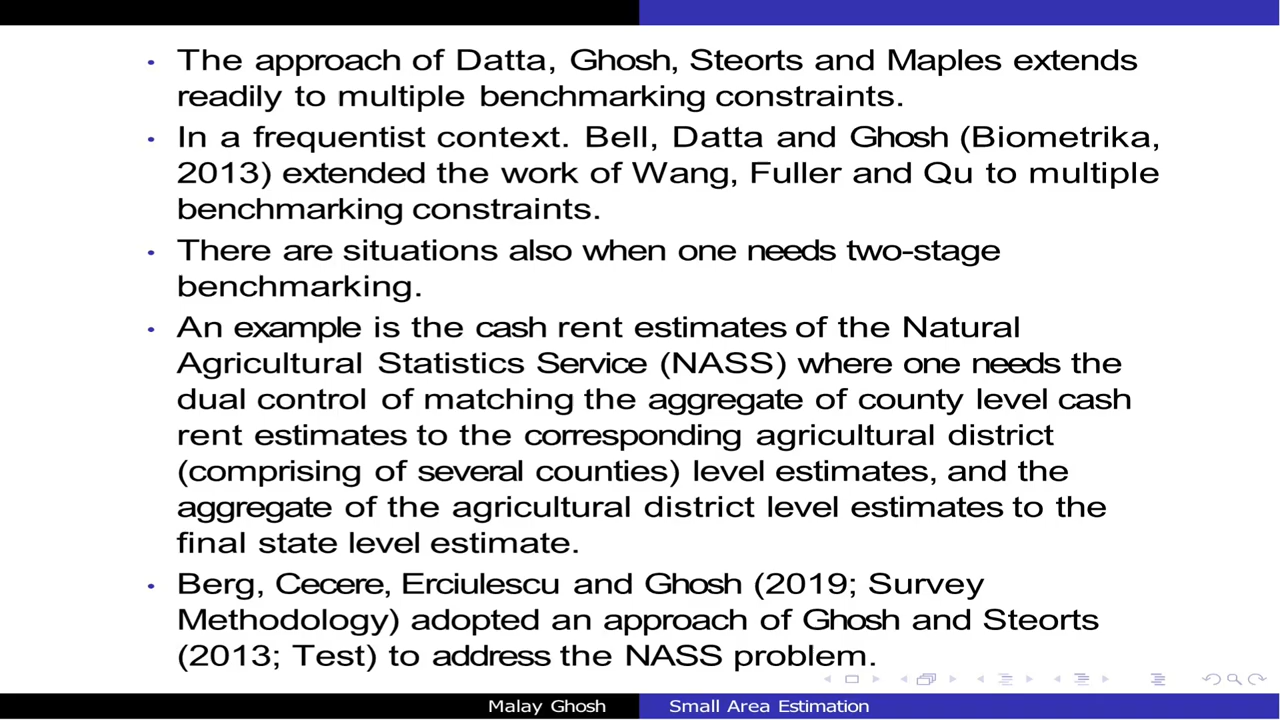 • The approach of Datta, Ghosh, Steorts and Maples extends
readily to multiple benchmarking constraints.
• In a frequentist context. Bell, Datta and Ghosh (Biometrika,
2013) extended the work of Wang, Fuller and Qu to multiple
benchmarking constraints.
• There are situations also when one needs two-stage
benchmarking.
• An example is the cash rent estimates of the Natural
Agricultural Statistics Service (NASS) where one needs the
dual control of matching the aggregate of county level cash
rent estimates to the corresponding agricultural district
(comprising of several counties) level estimates, and the
aggregate of the agricultural district level estimates to the
final state level estimate.
• Berg, Cecere, Erciulescu and Ghosh (2019; Survey
Methodology) adopted an approach of Ghosh and Steorts
(2013; Test) to address the NASS problem.
Malay Ghosh Small Area Estimation